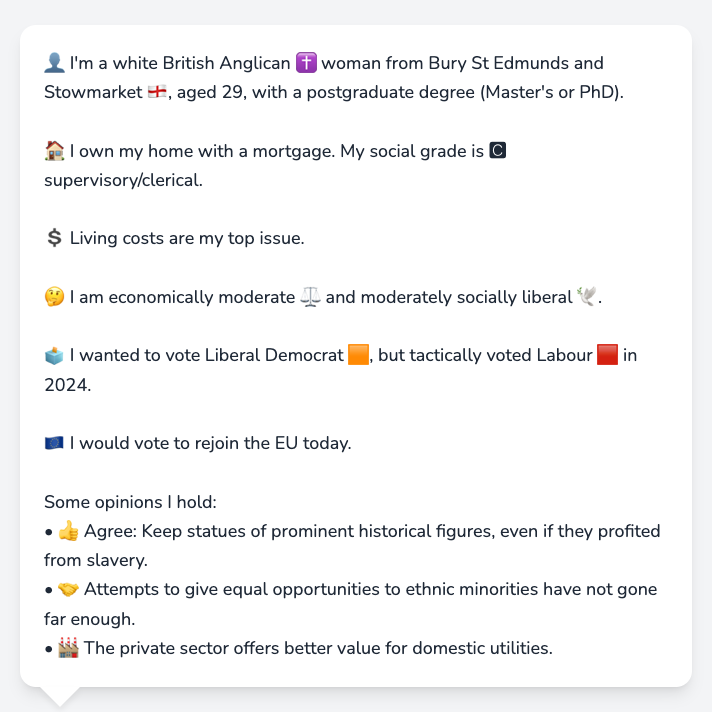 👤 I'm a white British Anglican ✝️ woman from Bury St Edmunds and
Stowmarket 🏴󠁧󠁢󠁥󠁮󠁧󠁿, aged 29, with a postgraduate degree (Master's or PhD).
🏠 I own my home with a mortgage. My social grade is 🅲
supervisory/clerical.
💲 Living costs are my top issue.
🤔 I am economically moderate ⚖️ and moderately socially liberal 🕊️.
🗳️ I wanted to vote Liberal Democrat 🟧, but tactically voted Labour 🟥 in
2024.
🇪🇺 I would vote to rejoin the EU today.
Some opinions I hold:
• 👍 Agree: Keep statues of prominent historical figures, even if they profited
from slavery.
• 🤝 Attempts to give equal opportunities to ethnic minorities have not gone
far enough.
• 🏭 The private sector offers better value for domestic utilities.